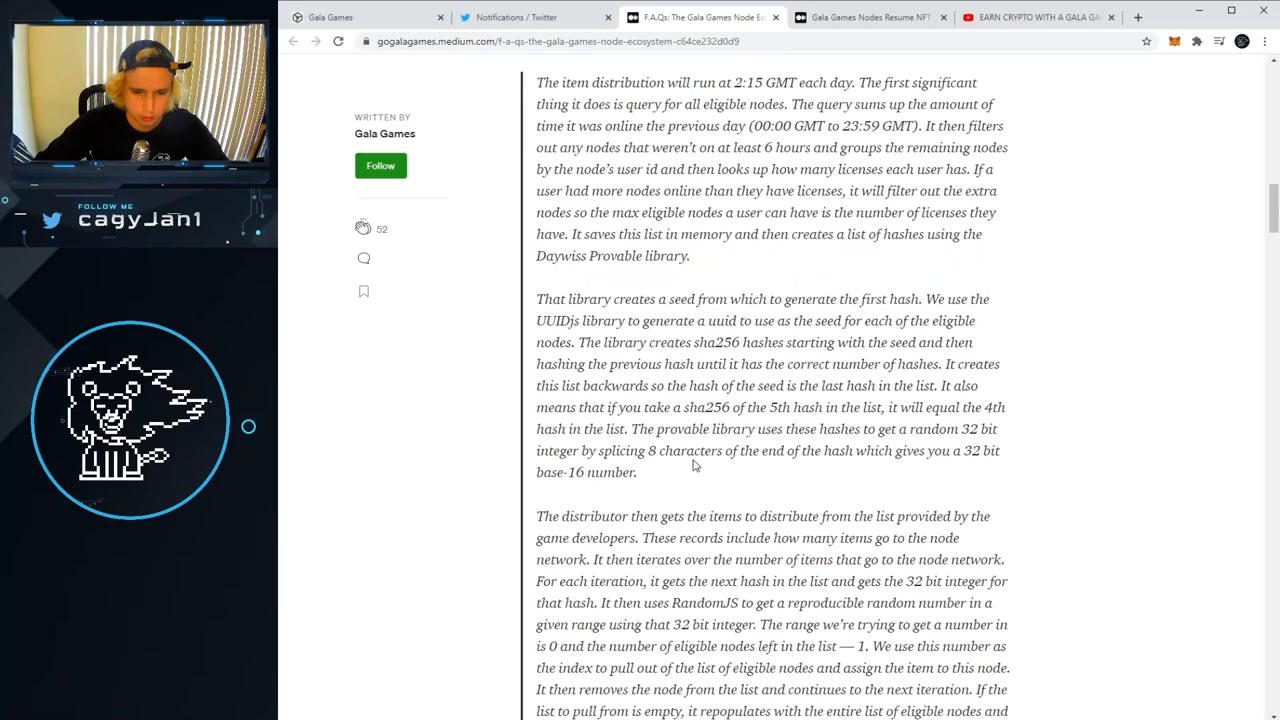 Gala Games
Notifications / Twitter
F.A.Qs: The Gala Games Node Ec
Gala Games Nodes Resume NFT
EARN CRYPTO WITH A GALA GA
gogalagames.medium.com/f-a-qs-the-gala-games-node-ecosystem-c64ce232d0d9
FOLLOW ME
cagyJan1
WRITTEN BY
Gala Games
Follow
52
The item distribution will run at 2:15 GMT each day. The first significant
thing it does is query for all eligible nodes. The query sums up the amount of
time it was online the previous day (00:00 GMT to 23:59 GMT). It then filters
out any nodes that weren't on at least 6 hours and groups the remaining nodes
by the node's user id and then looks up how many licenses each user has. If a
user had more nodes online than they have licenses, it will filter out the extra
nodes so the max eligible nodes a user can have is the number of licenses they
have. It saves this list in memory and then creates a list of hashes using the
Daywiss Provable library.
That library creates a seed from which to generate the first hash. We use the
UUIDjs library to generate a uuid to use as the seed for each of the eligible
nodes. The library creates sha256 hashes starting with the seed and then
hashing the previous hash until it has the correct number of hashes. It creates
this list backwards so the hash of the seed is the last hash in the list. It also
means that if you take a sha256 of the 5th hash in the list, it will equal the 4th
hash in the list. The provable library uses these hashes to get a random 32 bit
integer by splicing 8 characters of the end of the hash which gives you a 32 bit
base-16 number.
The distributor then gets the items to distribute from the list provided by the
game developers. These records include how many items go to the node
network. It then iterates over the number of items that go to the node network.
For each iteration, it gets the next hash in the list and gets the 32 bit integer for
that hash. It then uses RandomJS to get a reproducible random number in a
given range using that 32 bit integer. The range we're trying to get a number in
is 0 and the number of eligible nodes left in the list — 1. We use this number as
the index to pull out of the list of eligible nodes and assign the item to this node.
It then removes the node from the list and continues to the next iteration. If the
list to pull from is empty, it repopulates with the entire list of eligible nodes and